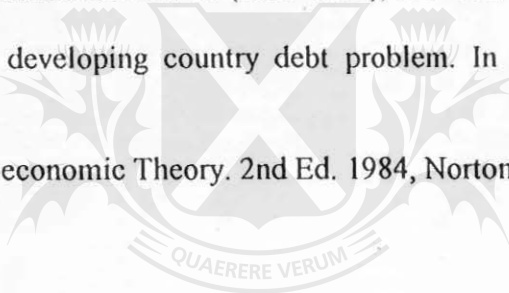 developing country debt problem. In
economic Theory. 2nd Ed. 1984, Norton
QUAERERE VERUM